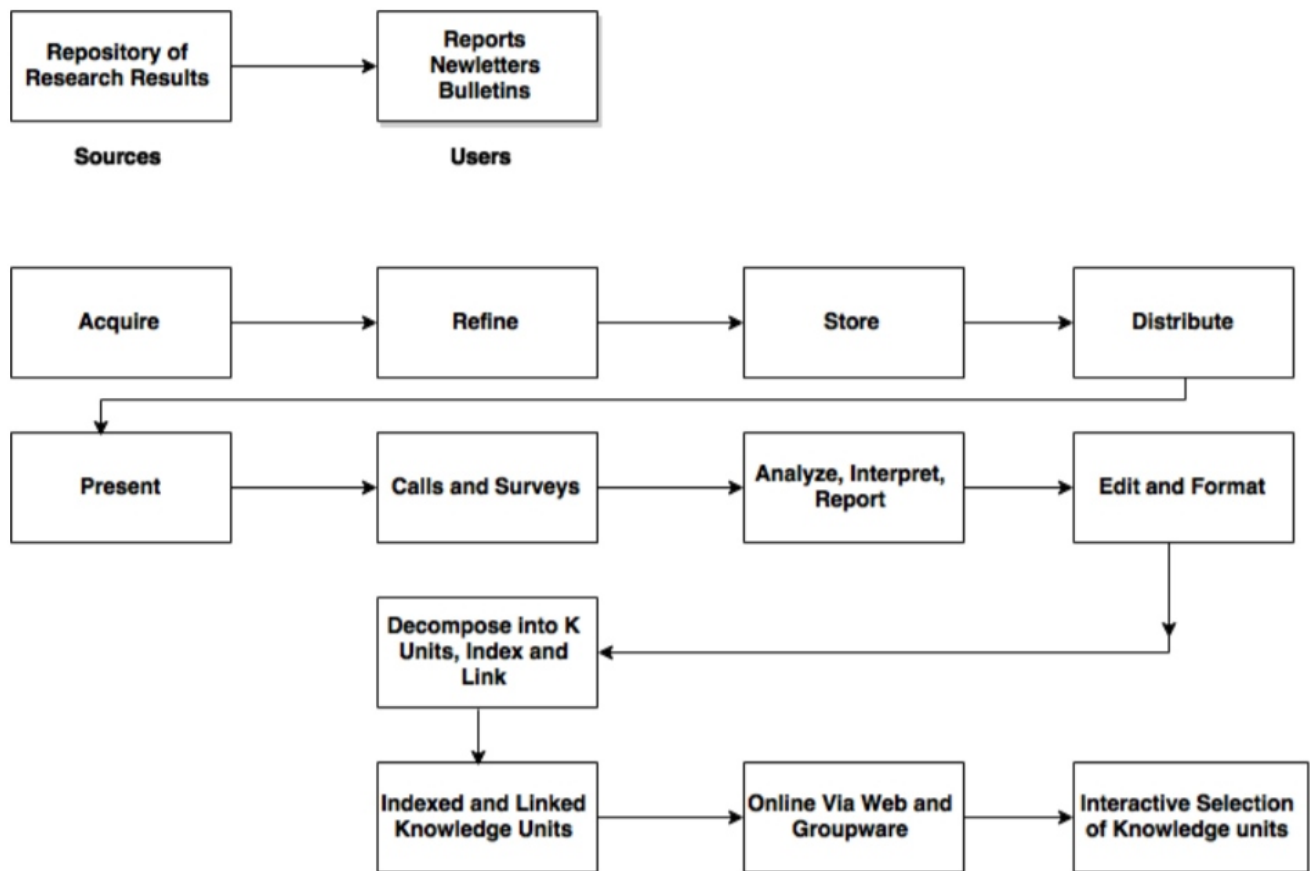 Repository of
Research Results
Reports
Newletters
Bulletins
Sources
Users
Acquire
Refine
Store
Distribute
Present
Calls and Surveys
Analyze, Interpret,
Report
Edit and Format
Decompose into K
Units, Index and
Link
Indexed and Linked
Knowledge Units
Online Via Web and
Groupware
Interactive Selection
of Knowledge units